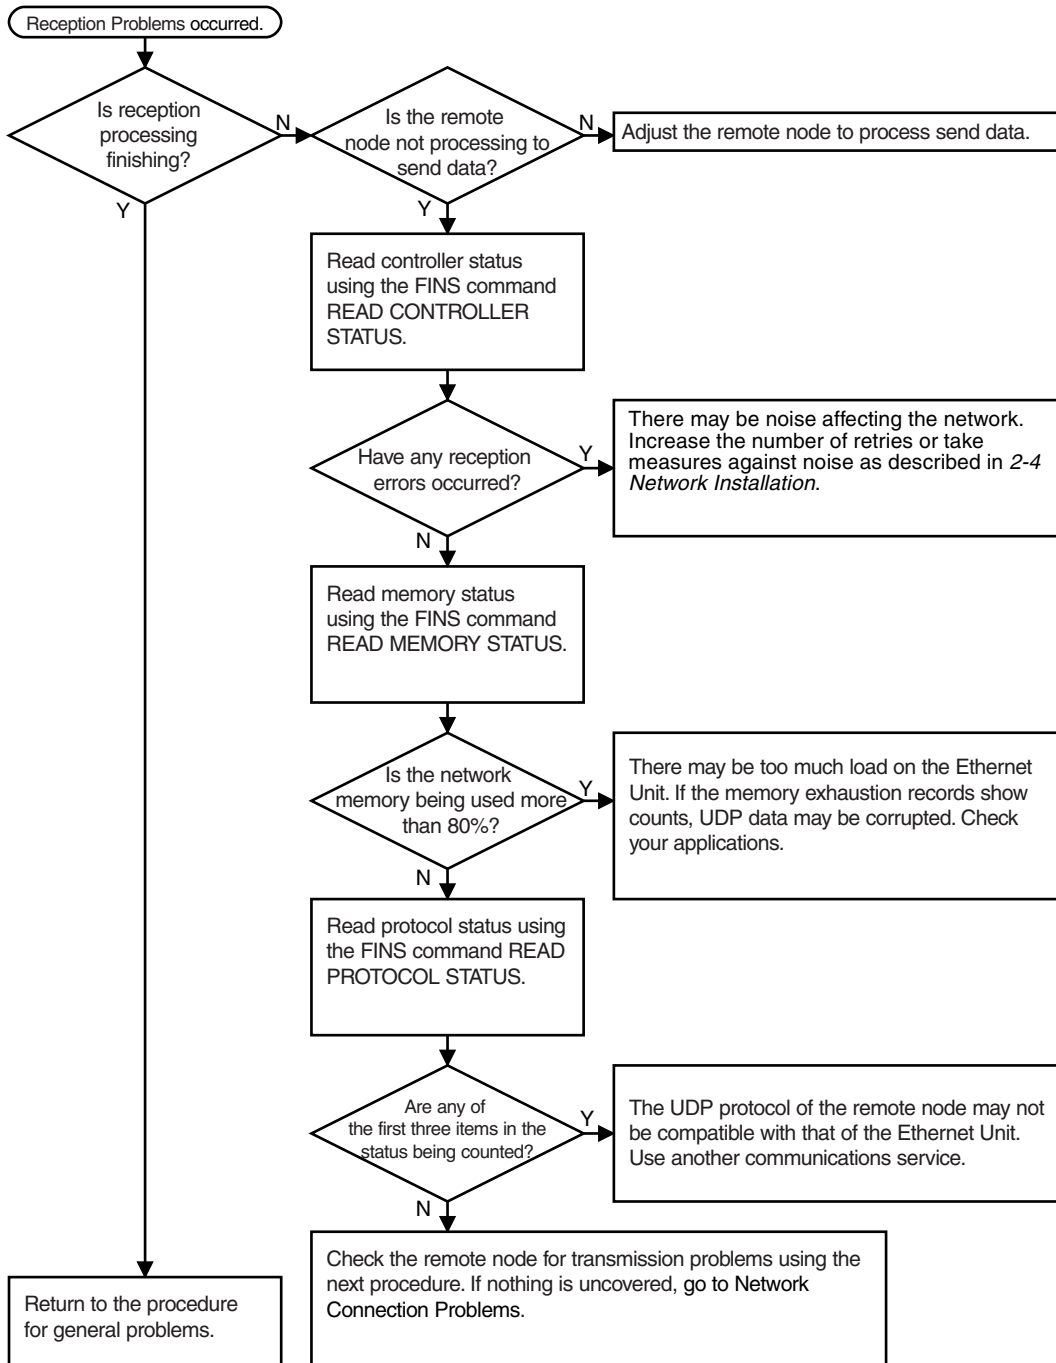 Reception Problems occurred.
Is reception
processing
finishing?
N
Y
Is the remote
node not processing to
send data?
N
Y
Adjust the remote node to process send data.
Read controller status
using the FINS command
READ CONTROLLER
STATUS.
Have any reception
errors occurred?
Y
N
There may be noise affecting the network.
Increase the number of retries or take
measures against noise as described in 2-4
Network Installation.
Read memory status
using the FINS command
READ MEMORY STATUS.
Is the network
memory being used more
than 80%?
Y
N
There may be too much load on the Ethernet
Unit. If the memory exhaustion records show
counts, UDP data may be corrupted. Check
your applications.
Read protocol status using
the FINS command READ
PROTOCOL STATUS.
Are any of
the first three items in the
status being counted?
Y
N
The UDP protocol of the remote node may not
be compatible with that of the Ethernet Unit.
Use another communications service.
Check the remote node for transmission problems using the
next procedure. If nothing is uncovered, go to Network
Connection Problems.
Return to the procedure
for general problems.